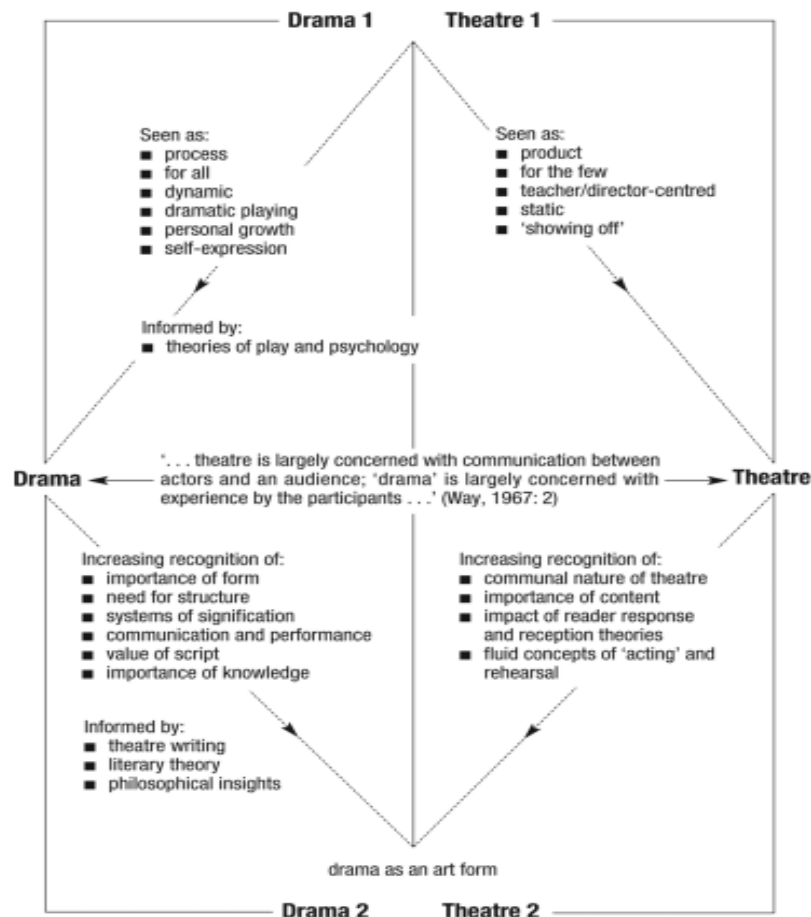 Drama 1 Theatre 1
Seen as:
■ process
■ for all
■ dynamic
■ dramatic playing
■ personal growth
■ self-expression
Seen as:
■ product
■ for the few
■ teacher/director-centred
■ static
■ ‘showing off’
Informed by:
■ theories of play and psychology
Drama
‘. . . theatre is largely concerned with communication between
actors and an audience; ‘drama’ is largely concerned with
experience by the participants . . .’ (Way, 1967: 2)
Theatre
Increasing recognition of:
■ importance of form
■ need for structure
■ systems of signification
■ communication and performance
■ value of script
■ importance of knowledge
Informed by:
■ theatre writing
■ literary theory
■ philosophical insights
Increasing recognition of:
■ communal nature of theatre
■ importance of content
■ impact of reader response
and reception theories
■ fluid concepts of ‘acting’ and
rehearsal
drama as an art form
Drama 2 Theatre 2